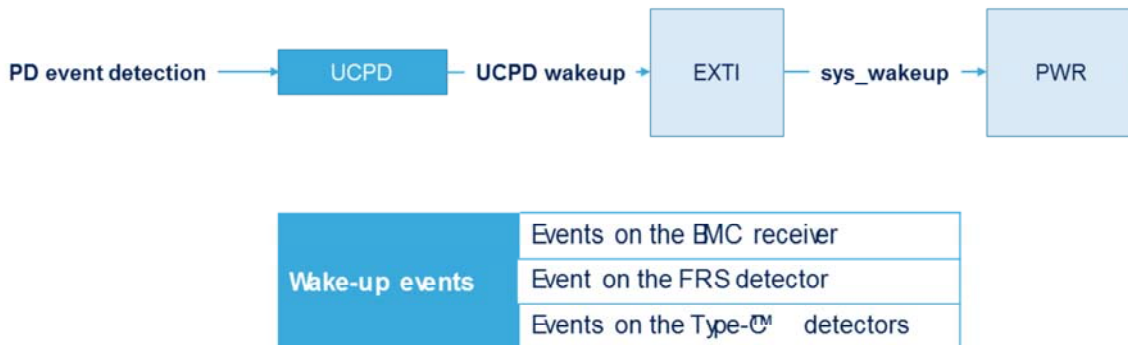 PD event detection
UCPD
UCPD wakeup
EXTI
sys_wakeup
PWR
Wake-up events
Events on the BMC receiver
Event on the FRS detector
Events on the Type-C™ detectors